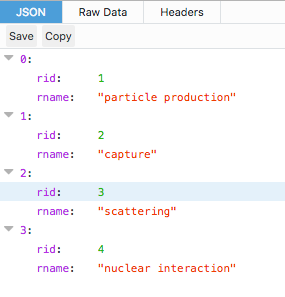 JSON Raw Data Headers
Save Copy
0:
rid: 1
rname: "particle production"
1:
rid: 2
rname: "capture"
2:
rid: 3
rname: "scattering"
3:
rid: 4
rname: "nuclear interaction"